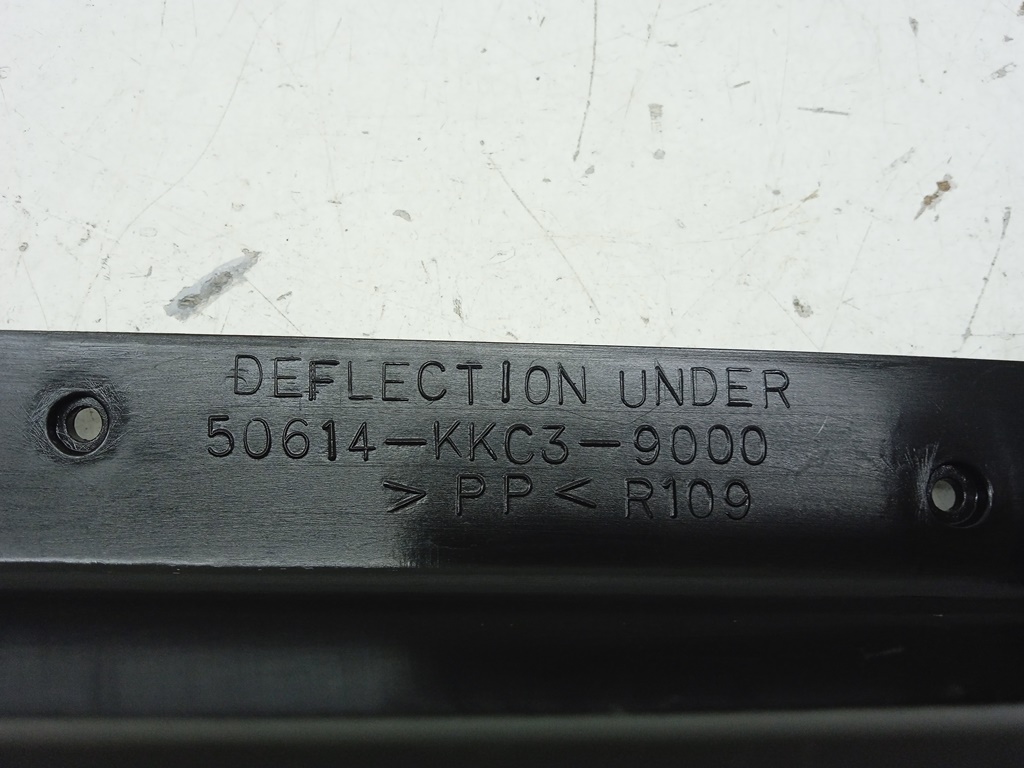 DEFLECTION UNDER
50614-KKC3-9000
>PP< R109